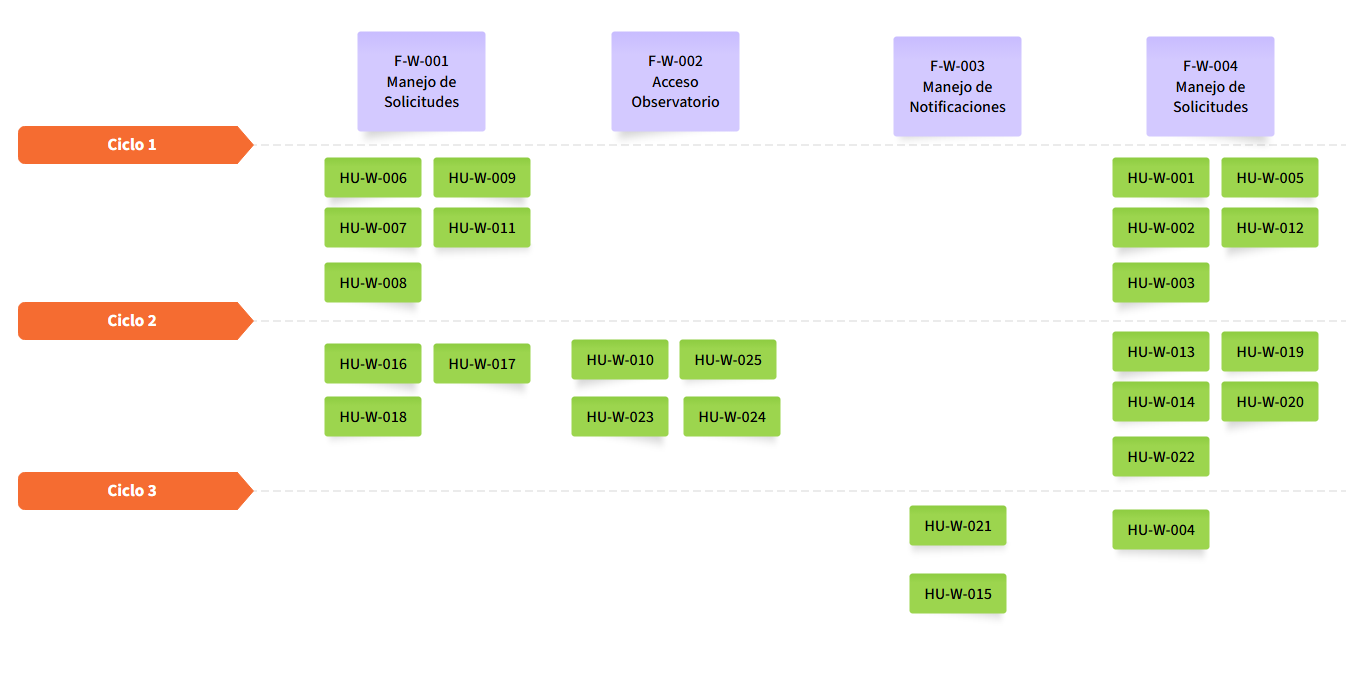 F-W-001
Manejo de
Solicitudes
F-W-002
Acceso
Observatorio
F-W-003
Manejo de
Notificaciones
F-W-004
Manejo de
Solicitudes
Ciclo 1
HU-W-006
HU-W-009
HU-W-001
HU-W-005
HU-W-007
HU-W-011
HU-W-002
HU-W-012
HU-W-008
HU-W-003
Ciclo 2
HU-W-016
HU-W-017
HU-W-010
HU-W-025
HU-W-013
HU-W-019
HU-W-018
HU-W-023
HU-W-024
HU-W-014
HU-W-020
HU-W-022
Ciclo 3
HU-W-021
HU-W-004
HU-W-015